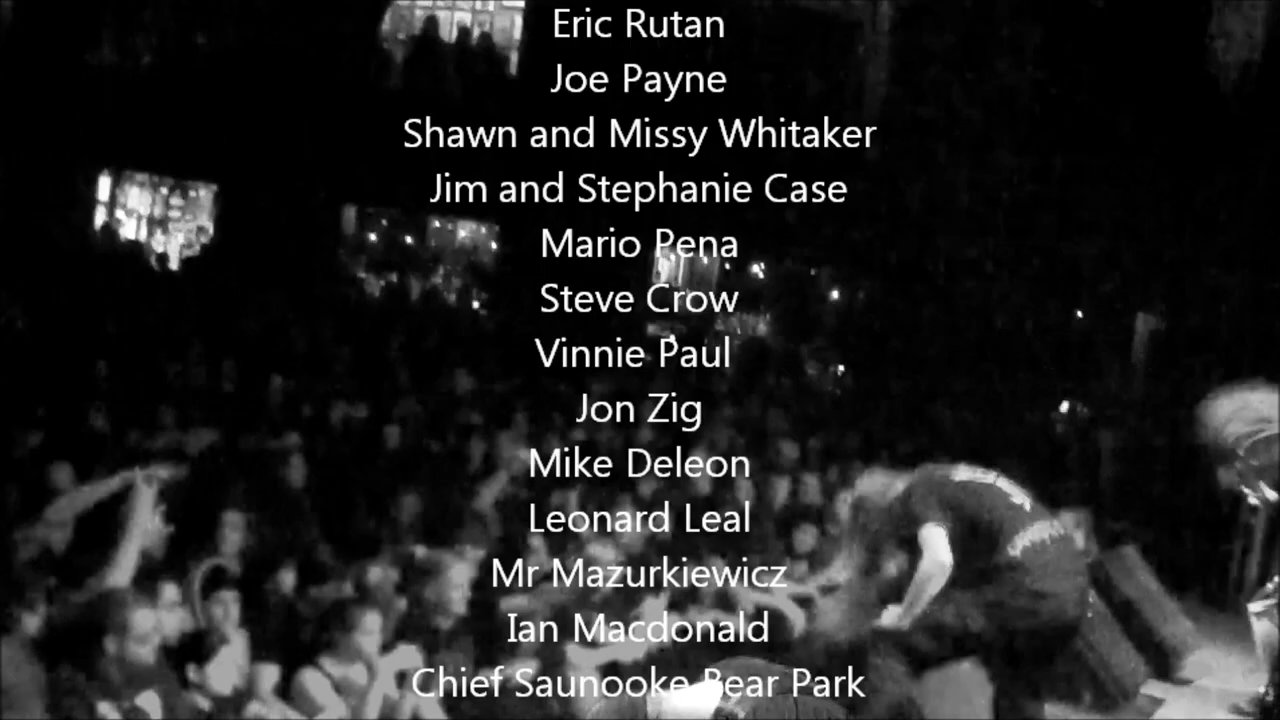 Eric Rutan
Joe Payne
Shawn and Missy Whitaker
Jim and Stephanie Case
Mario Pena
Steve Crow
Vinnie Paul
Jon Zig
Mike Deleon
Leonard Leal
Mr Mazurkiewicz
Ian Macdonald
Chief Saunooke Bear Park